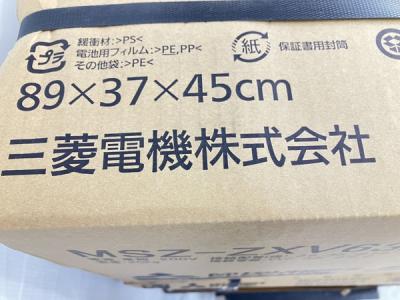 プラ
緩衝材:>PS<
電池用フィルム:>PE,PP<
その他袋:>PE<
紙
保証書用封筒
89×37×45cm
三菱電機株式会社